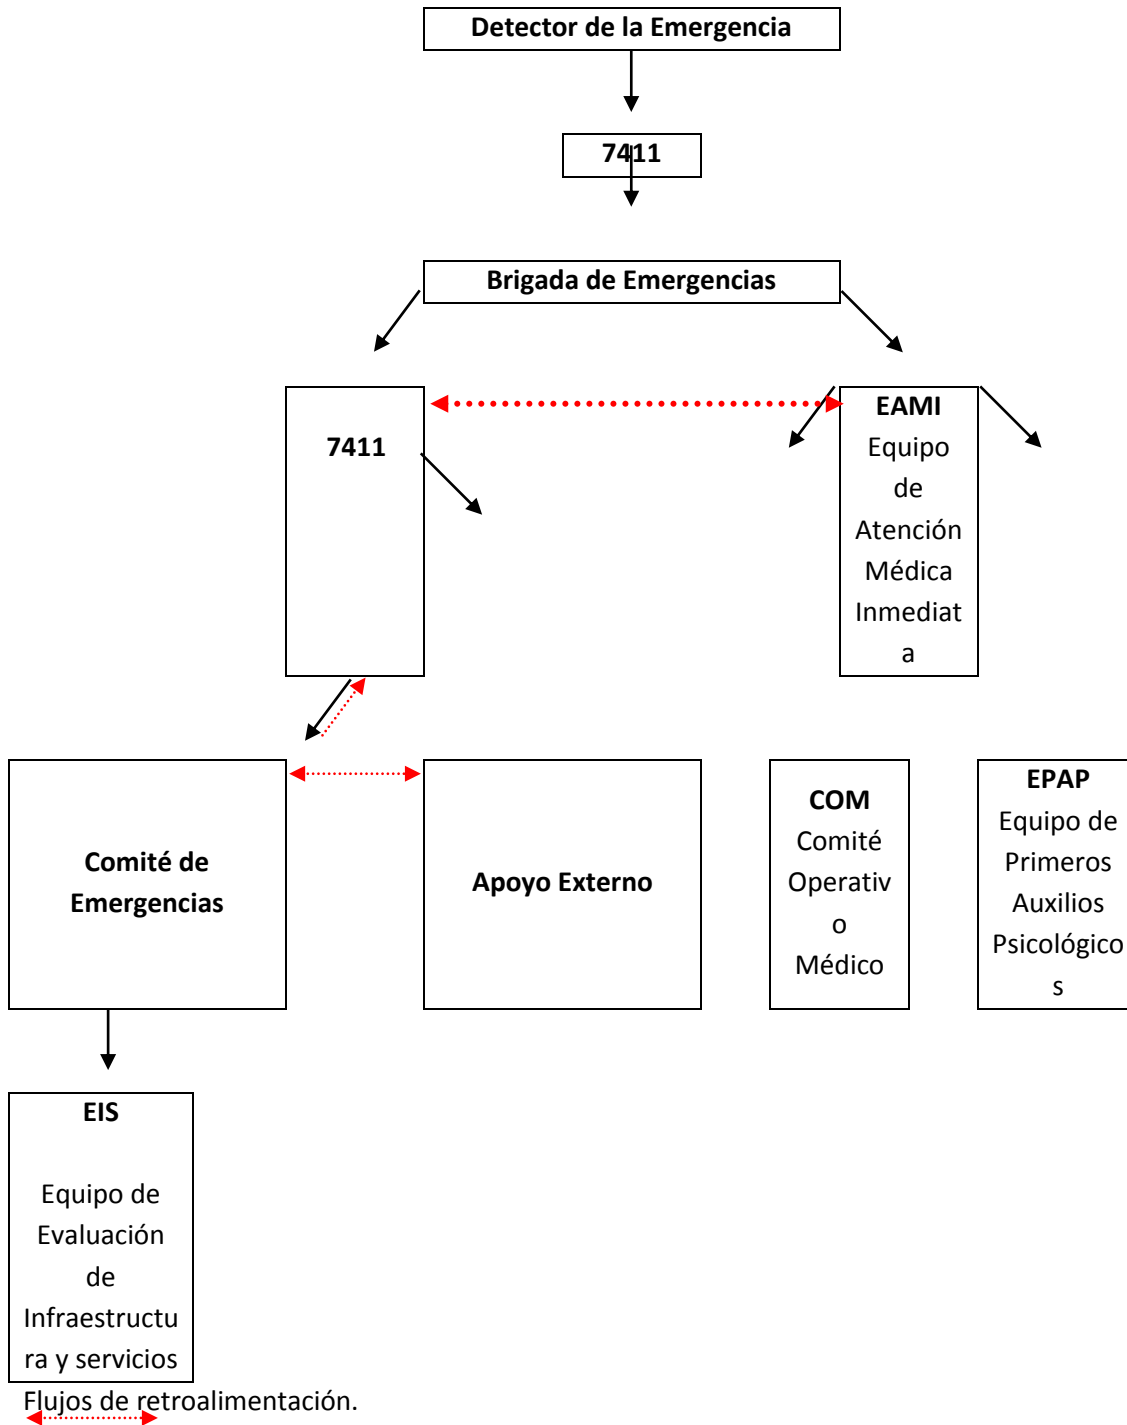 Detector de la Emergencia
7411
Brigada de Emergencias
7411
EAMI
Equipo
de
Atención
Médica
Inmediat
a
Comité de
Emergencias
Apoyo Externo
COM
Comité
Operativ
o
Médico
EPAP
Equipo de
Primeros
Auxilios
Psicológico
s
EIS
Equipo de
Evaluación
de
Infraestructu
ra y servicios
Flujos de retroalimentación.